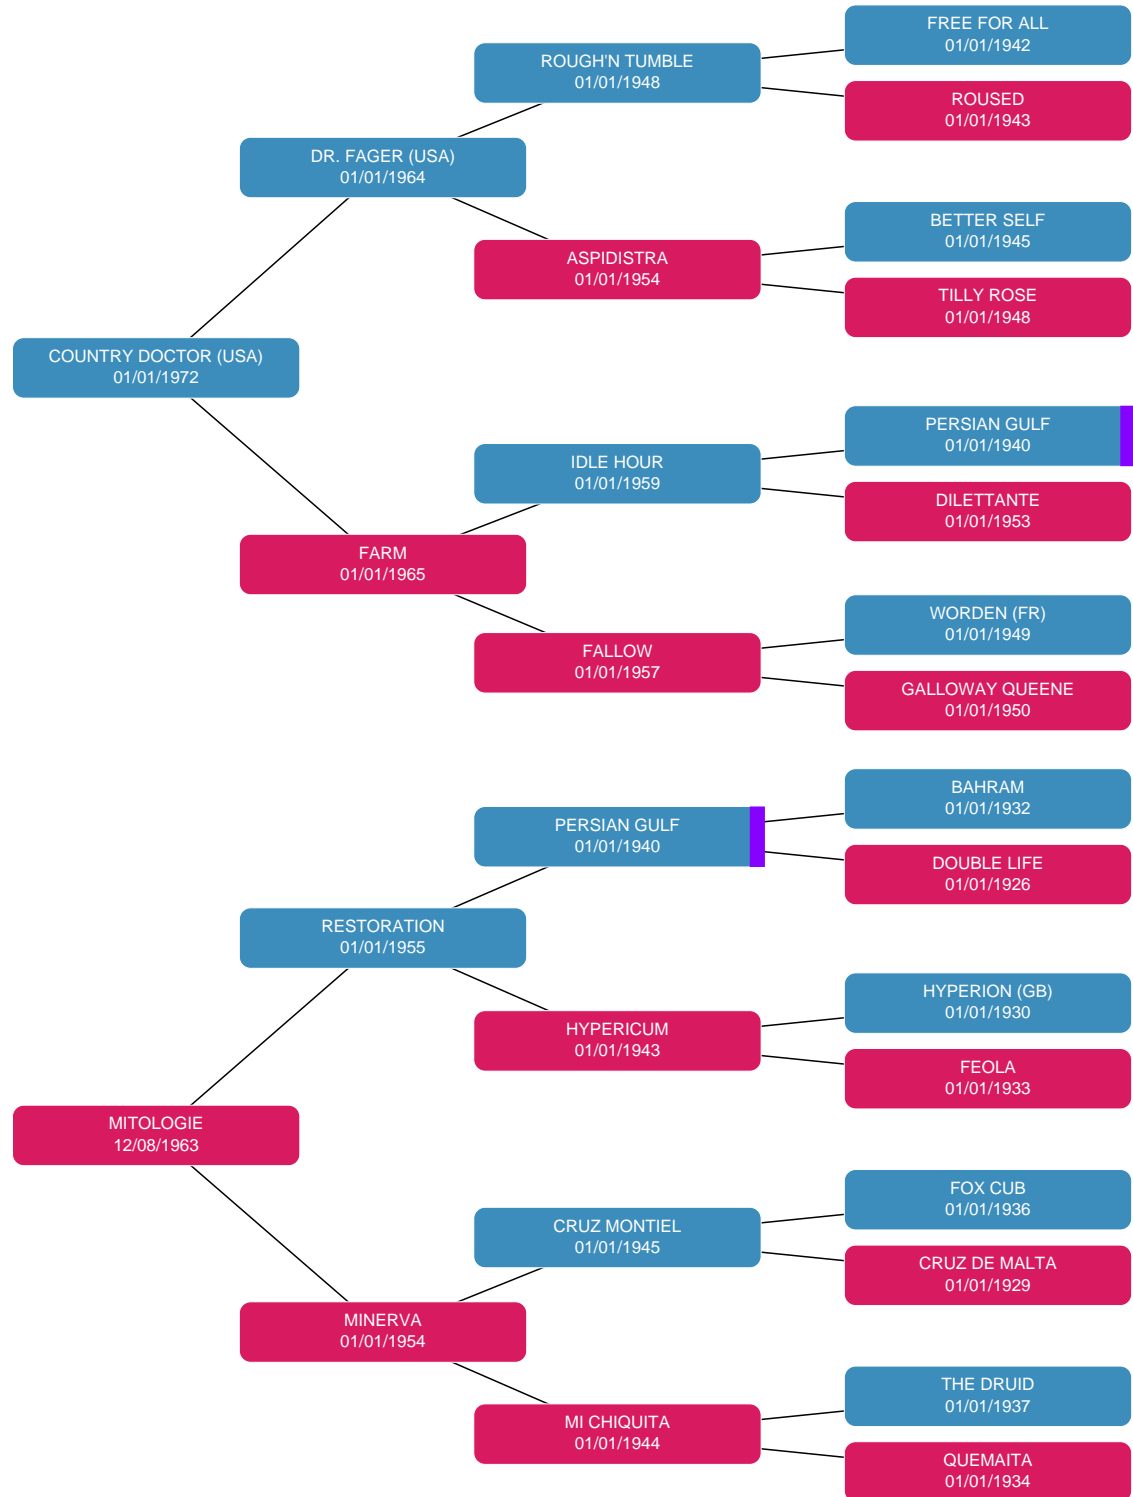 FREE FOR ALL
01/01/1942
ROUGH'N TUMBLE
01/01/1948
ROUSED
01/01/1943
DR. FAGER (USA)
01/01/1964
BETTER SELF
01/01/1945
ASPIDISTRA
01/01/1954
TILLY ROSE
01/01/1948
COUNTRY DOCTOR (USA)
01/01/1972
PERSIAN GULF
01/01/1940
IDLE HOUR
01/01/1959
DILETTANTE
01/01/1953
FARM
01/01/1965
WORDEN (FR)
01/01/1949
FALLOW
01/01/1957
GALLOWAY QUEENE
01/01/1950
BAHRAM
01/01/1932
PERSIAN GULF
01/01/1940
DOUBLE LIFE
01/01/1926
RESTORATION
01/01/1955
HYPERION (GB)
01/01/1930
HYPERICUM
01/01/1943
FEOLA
01/01/1933
MITOLOGIE
12/08/1963
FOX CUB
01/01/1936
CRUZ MONTIEL
01/01/1945
CRUZ DE MALTA
01/01/1929
MINERVA
01/01/1954
THE DRUID
01/01/1937
MI CHIQUITA
01/01/1944
QUEMAITA
01/01/1934